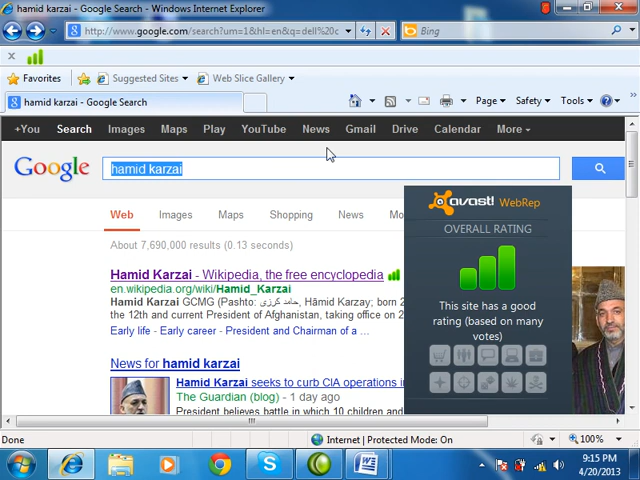 hamid karzai - Google Search - Windows Internet Explorer
http://www.google.com/search?um=1&hl=en&q=dell%20c
Bing
Favorites
Suggested Sites
Web Slice Gallery
hamid karzai - Google Search
Page
Safety
Tools
+You Search Images Maps Play YouTube News Gmail Drive Calendar More
Google
hamid karzai
Web Images Maps Shopping News Mo
About 7,690,000 results (0.13 seconds)
Hamid Karzai - Wikipedia, the free encyclopedia
en.wikipedia.org/wiki/Hamid_Karzai
Hamid Karzai GCMG (Pashto: حامد کرزی, Hāmid Karzay; born 2
the 12th and current President of Afghanistan, taking office on 2
Early life - Early career - President and Chairman of a ...
News for hamid karzai
Hamid Karzai seeks to curb CIA operations i
The Guardian (blog) - 1 day ago
President believes battle in which 10 children and
avast! WebRep
OVERALL RATING
This site has a good
rating (based on many
votes)
Done
Internet | Protected Mode: On
100%
9:15 PM
4/20/2013